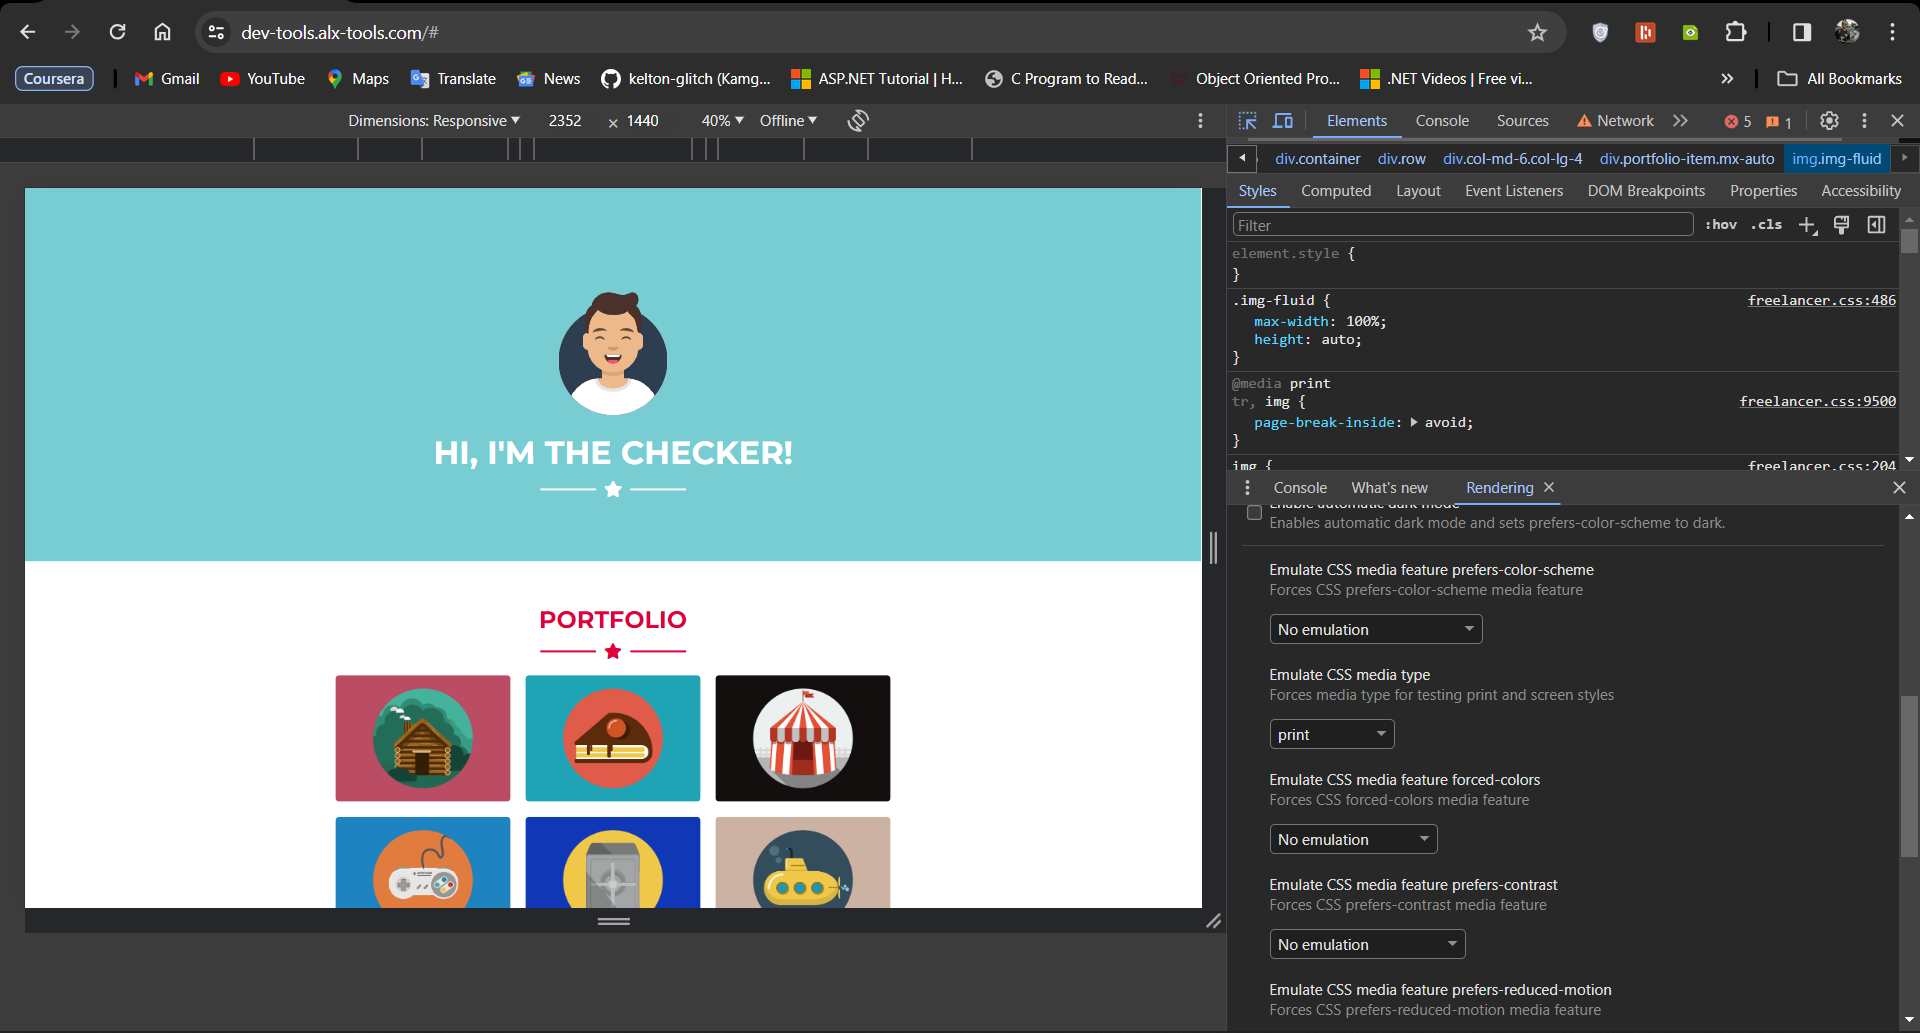 dev-tools.alx-tools.com/#
Coursera Gmail YouTube Maps Translate News kelton-glitch (Kamg... ASP.NET Tutorial | H... C Program to Read... Object Oriented Pro... .NET Videos | Free vi... » All Bookmarks
Dimensions: Responsive 2352 × 1440 40% Offline
Elements Console Sources Network 5 1
div.container div.row div.col-md-6.col-lg-4 div.portfolio-item.mx-auto img.img-fluid
Styles Computed Layout Event Listeners DOM Breakpoints Properties Accessibility
Filter :hov .cls
element.style {
}
.img-fluid { freelancer.css:486
max-width: 100%;
height: auto;
}
@media print
tr, img { freelancer.css:9500
page-break-inside: avoid;
}
img { freelancer.css:204
HI, I'M THE CHECKER!
PORTFOLIO
Console What's new Rendering
Enable automatic dark mode
Enables automatic dark mode and sets prefers-color-scheme to dark.
Emulate CSS media feature prefers-color-scheme
Forces CSS prefers-color-scheme media feature
No emulation
Emulate CSS media type
Forces media type for testing print and screen styles
print
Emulate CSS media feature forced-colors
Forces CSS forced-colors media feature
No emulation
Emulate CSS media feature prefers-contrast
Forces CSS prefers-contrast media feature
No emulation
Emulate CSS media feature prefers-reduced-motion
Forces CSS prefers-reduced-motion media feature